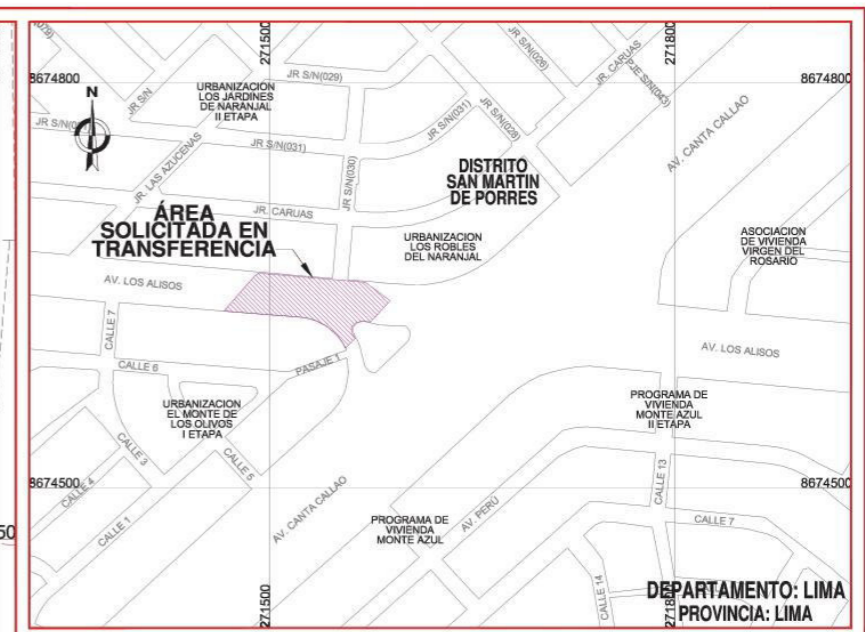 271500
271800
8674800
8674800
N
JR S/N
JR S/N(029)
JR S/N(026)
JR. CARUAS
PJE S/N(043)
URBANIZACION
LOS JARDINES
DE NARANJAL
II ETAPA
JR S/N(031)
JR S/N(028)
AV. CANTA CALLAO
JR S/N(031)
JR. LAS AZUCENAS
JR S/N(030)
DISTRITO
SAN MARTIN
DE PORRES
JR. CARUAS
ÁREA
SOLICITADA EN
TRANSFERENCIA
URBANIZACION
LOS ROBLES
DEL NARANJAL
ASOCIACION
DE VIVIENDA
VIRGEN DEL
ROSARIO
AV. LOS ALISOS
CALLE 7
AV. LOS ALISOS
CALLE 6
PASAJE 1
URBANIZACION
EL MONTE DE
LOS OLIVOS
I ETAPA
PROGRAMA DE
VIVIENDA
MONTE AZUL
II ETAPA
CALLE 3
CALLE 5
CALLE 13
8674500
8674500
CALLE 4
CALLE 1
AV. CANTA CALLAO
PROGRAMA DE
VIVIENDA
MONTE AZUL
AV. PERÚ
CALLE 7
50
CALLE 14
271500
271800
DEPARTAMENTO: LIMA
PROVINCIA: LIMA